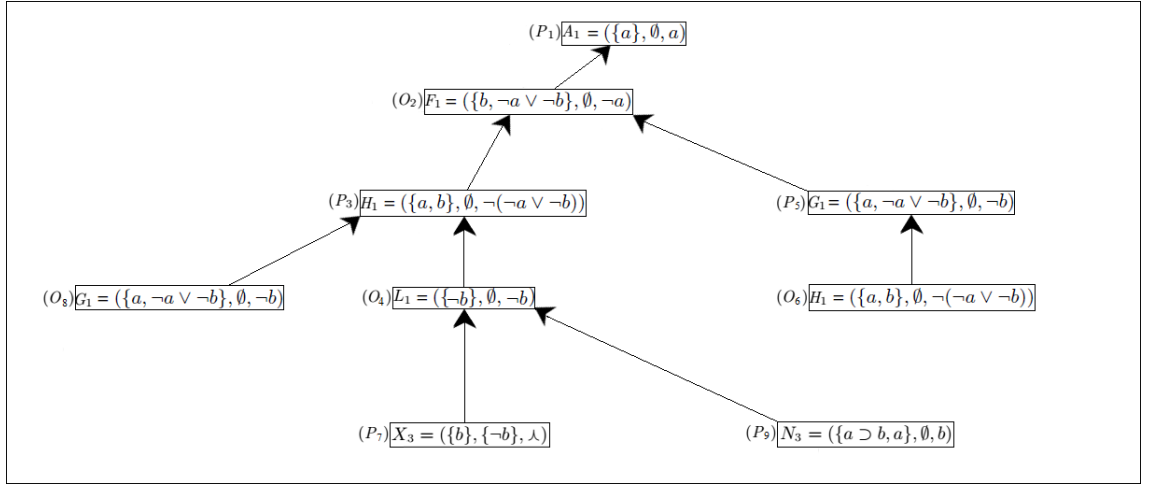 (P₁) A₁ = ({a}, ∅, a)
(O₂) F₁ = ({b, ¬a ∨ ¬b}, ∅, ¬a)
(P₃) H₁ = ({a, b}, ∅, ¬(¬a ∨ ¬b))
(P₅) G₁ = ({a, ¬a ∨ ¬b}, ∅, ¬b)
(O₈) G₁ = ({a, ¬a ∨ ¬b}, ∅, ¬b)
(O₄) L₁ = ({¬b}, ∅, ¬b)
(O₆) H₁ = ({a, b}, ∅, ¬(¬a ∨ ¬b))
(P₇) X₃ = ({b}, {¬b}, ⋏)
(P₉) N₃ = ({a ⊃ b, a}, ∅, b)